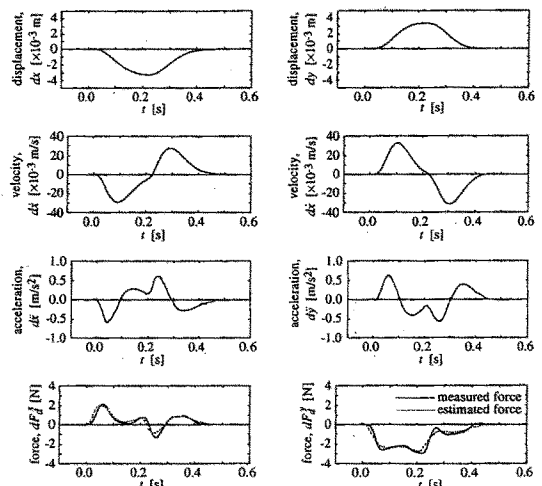 displacement, dx [×10⁻³ m]
4
2
0
-2
-4
0.0 0.2 0.4 0.6
t [s]
displacement, dy [×10⁻³ m]
4
2
0
-2
-4
0.0 0.2 0.4 0.6
t [s]
velocity, dẋ [×10⁻³ m/s]
40
20
0
-20
-40
0.0 0.2 0.4 0.6
t [s]
velocity, dẋ [×10⁻³ m/s]
40
20
0
-20
-40
0.0 0.2 0.4 0.6
t [s]
acceleration, dẍ [m/s²]
1.0
0.5
0.0
-0.5
-1.0
0.0 0.2 0.4 0.6
t [s]
acceleration, dÿ [m/s²]
1.0
0.5
0.0
-0.5
-1.0
0.0 0.2 0.4 0.6
t [s]
force, [N]
4
2
0
-2
-4
0.0 0.2 0.4 0.6
t [s]
force, [N]
4
2
0
-2
-4
measured force
estimated force
0.0 0.2 0.4 0.6
t [s]